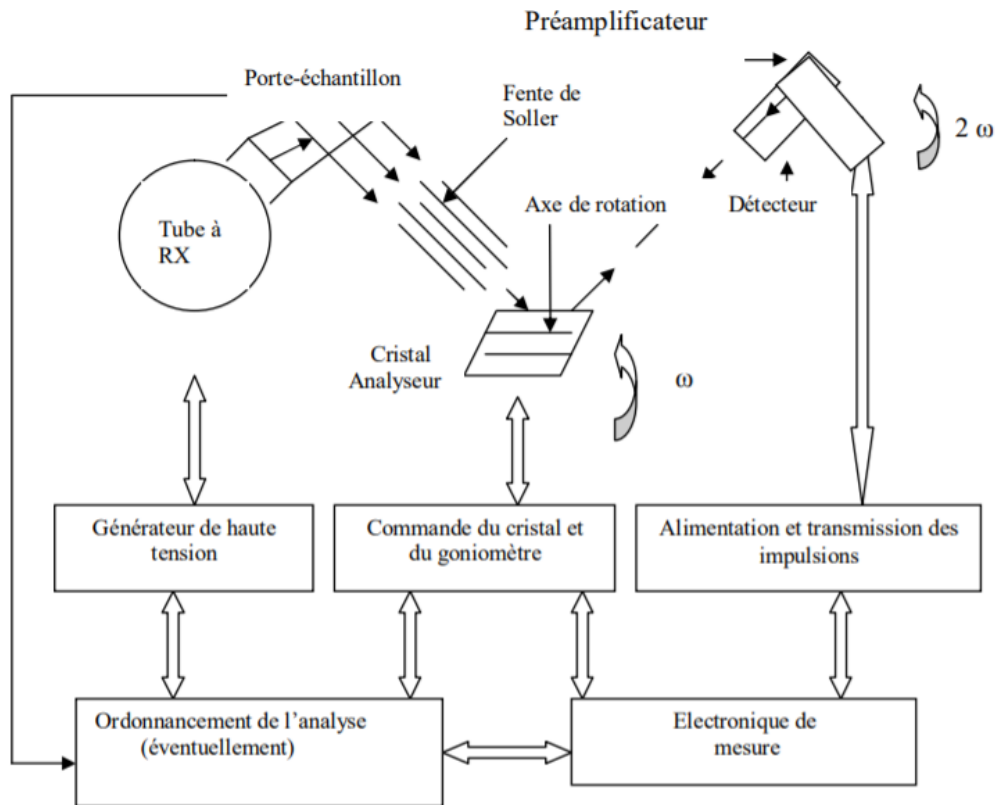 Préamplificateur
Porte-échantillon
Fente de
Soller
2 ω
Axe de rotation
Détecteur
Tube à
RX
Cristal
Analyseur
ω
Générateur de haute
tension
Commande du cristal et
du goniomètre
Alimentation et transmission des
impulsions
Ordonnancement de l’analyse
(éventuellement)
Electronique de
mesure